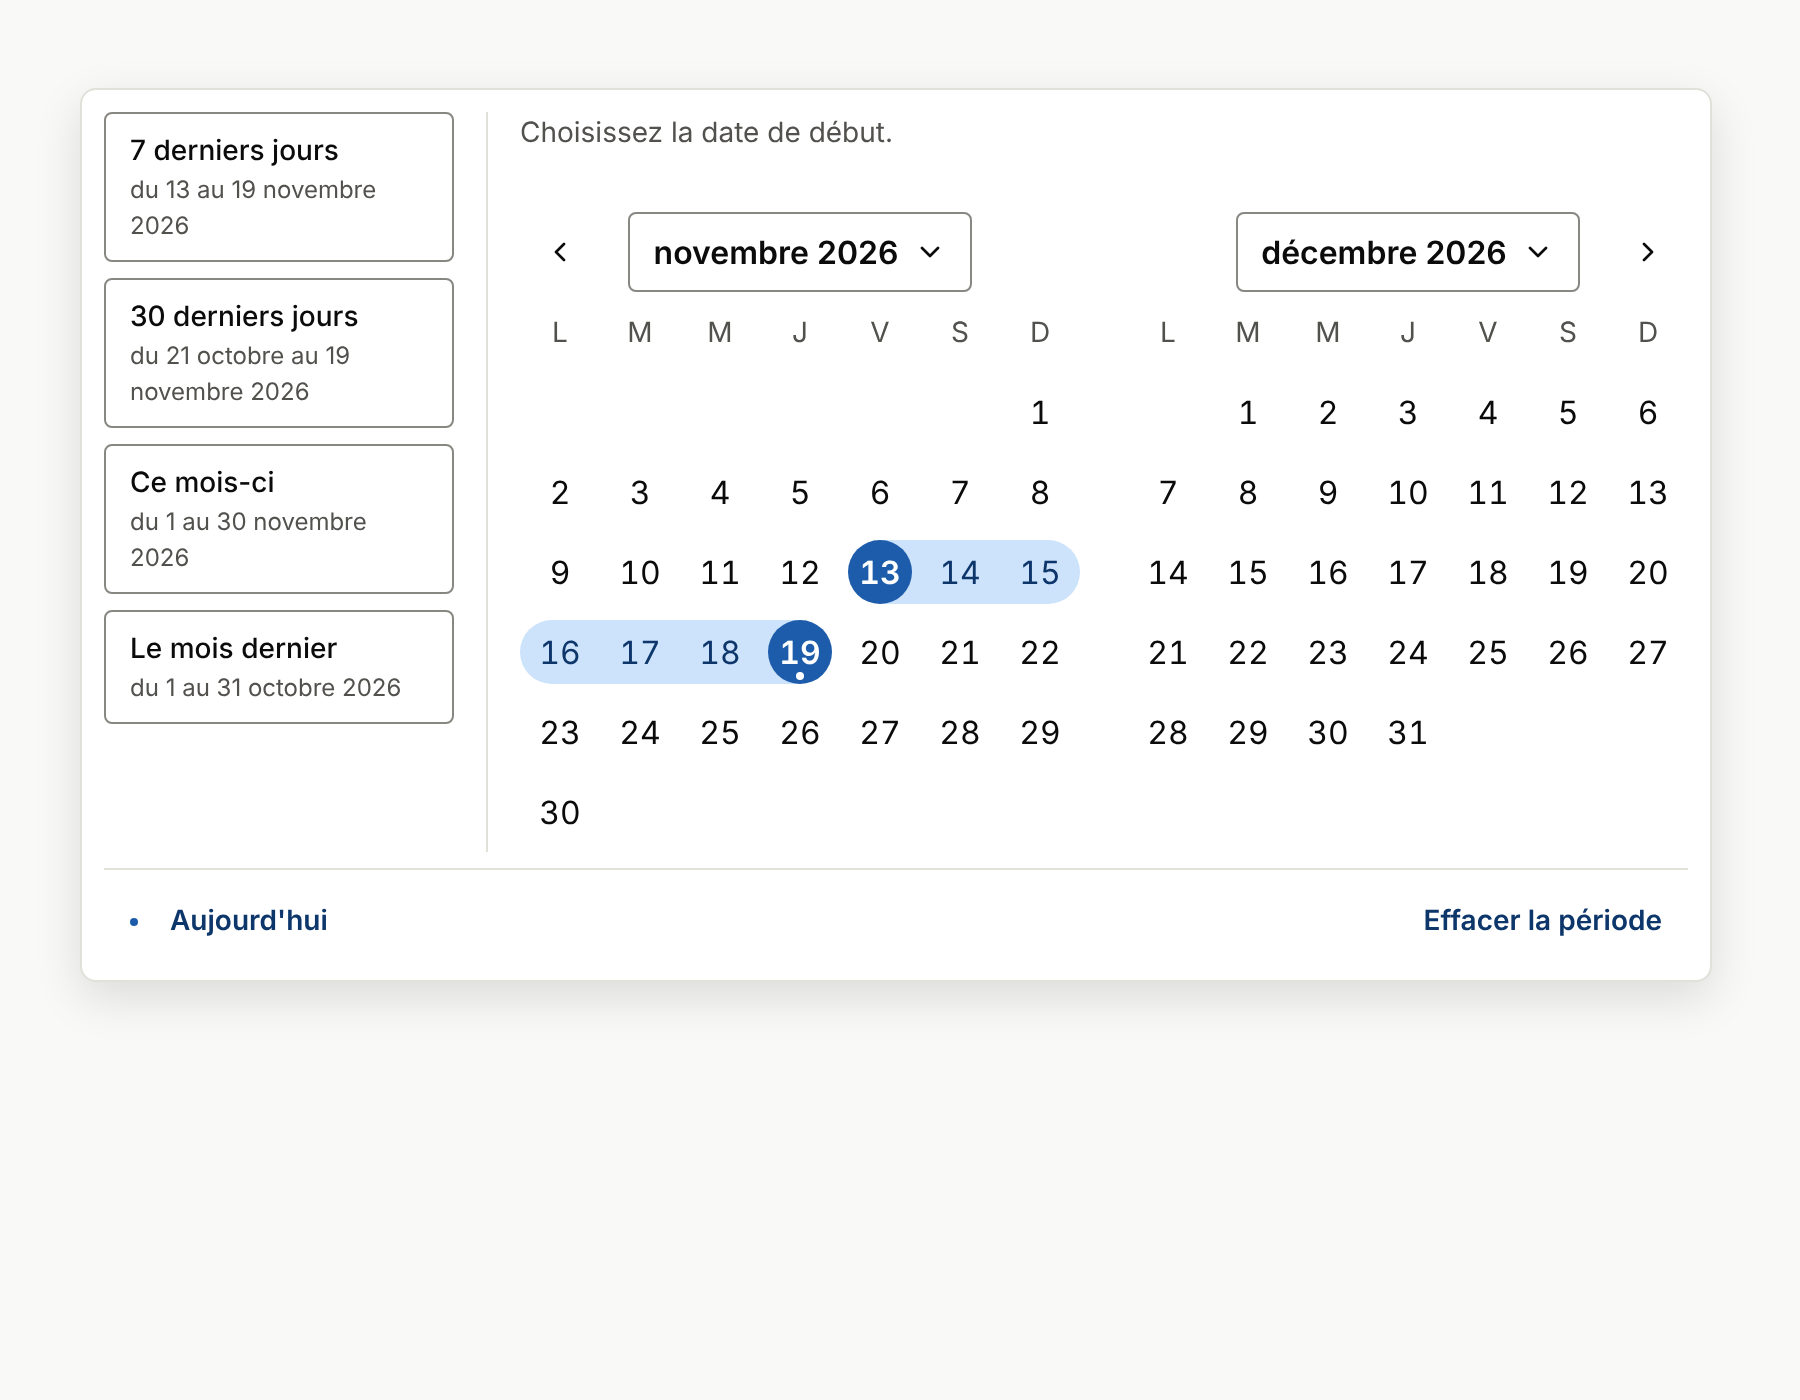 7 derniers jours
du 13 au 19 novembre
2026
30 derniers jours
du 21 octobre au 19
novembre 2026
Ce mois-ci
du 1 au 30 novembre
2026
Le mois dernier
du 1 au 31 octobre 2026
Choisissez la date de début.
novembre 2026
L M M J V S D
1
2 3 4 5 6 7 8
9 10 11 12 13 14 15
16 17 18 19 20 21 22
23 24 25 26 27 28 29
30
décembre 2026
L M M J V S D
1 2 3 4 5 6
7 8 9 10 11 12 13
14 15 16 17 18 19 20
21 22 23 24 25 26 27
28 29 30 31
Aujourd'hui
Effacer la période